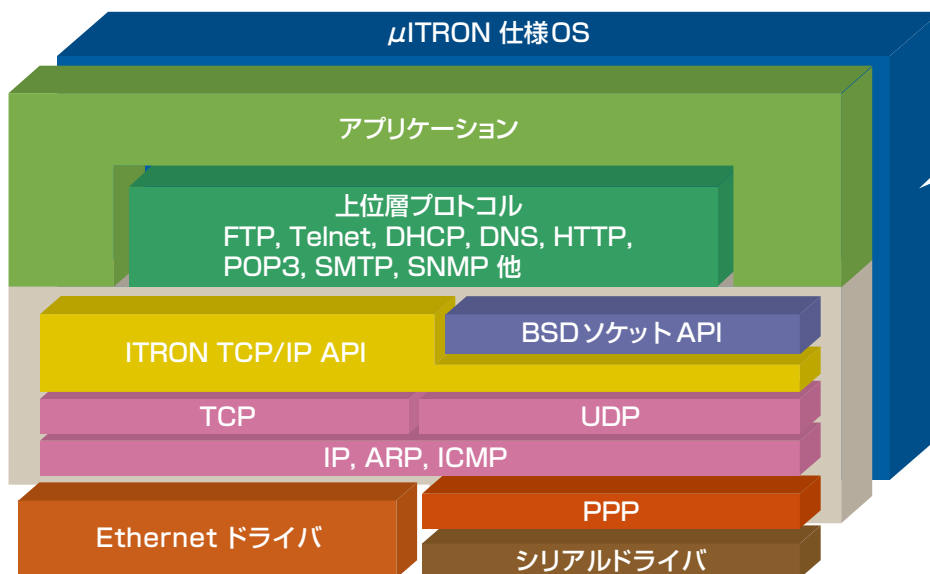 μITRON 仕様OS
アプリケーション
上位層プロトコル
FTP, Telnet, DHCP, DNS, HTTP,
POP3, SMTP, SNMP 他
BSDソケットAPI
ITRON TCP/IP API
TCP
UDP
IP, ARP, ICMP
PPP
Ethernet ドライバ
シリアルドライバ